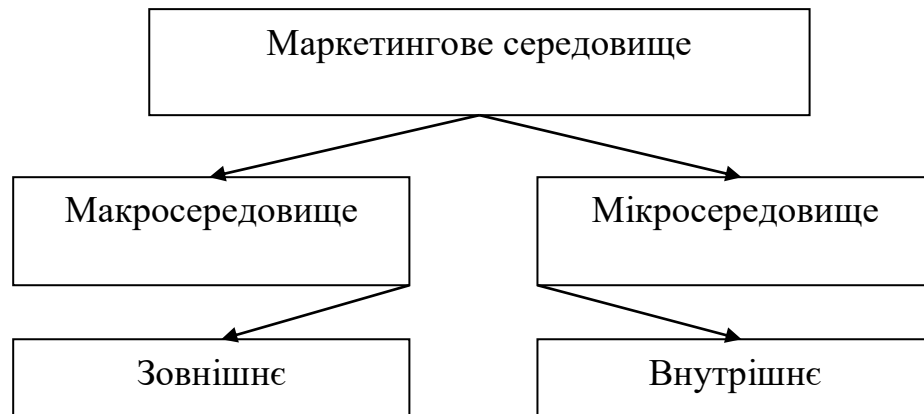 Маркетингове середовище
Макросередовище
Мікросередовище
Зовнішнє
Внутрішнє